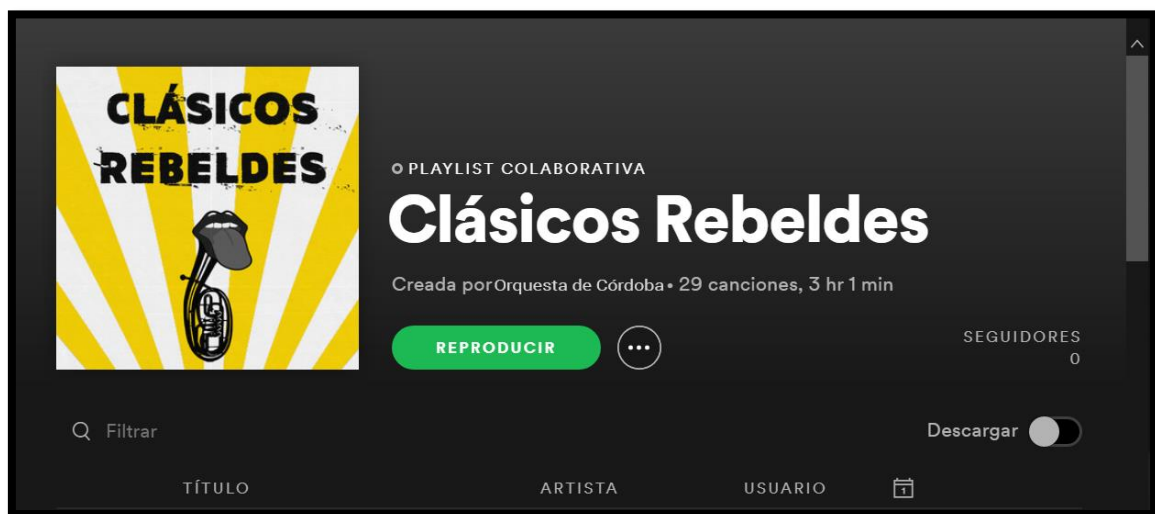 CLÁSICOS
REBELDES
PLAYLIST COLABORATIVA
Clásicos Rebeldes
Creada por Orquesta de Córdoba • 29 canciones, 3 hr 1 min
REPRODUCIR
SEGUIDORES
0
Filtrar
Descargar
TÍTULO ARTISTA USUARIO 1